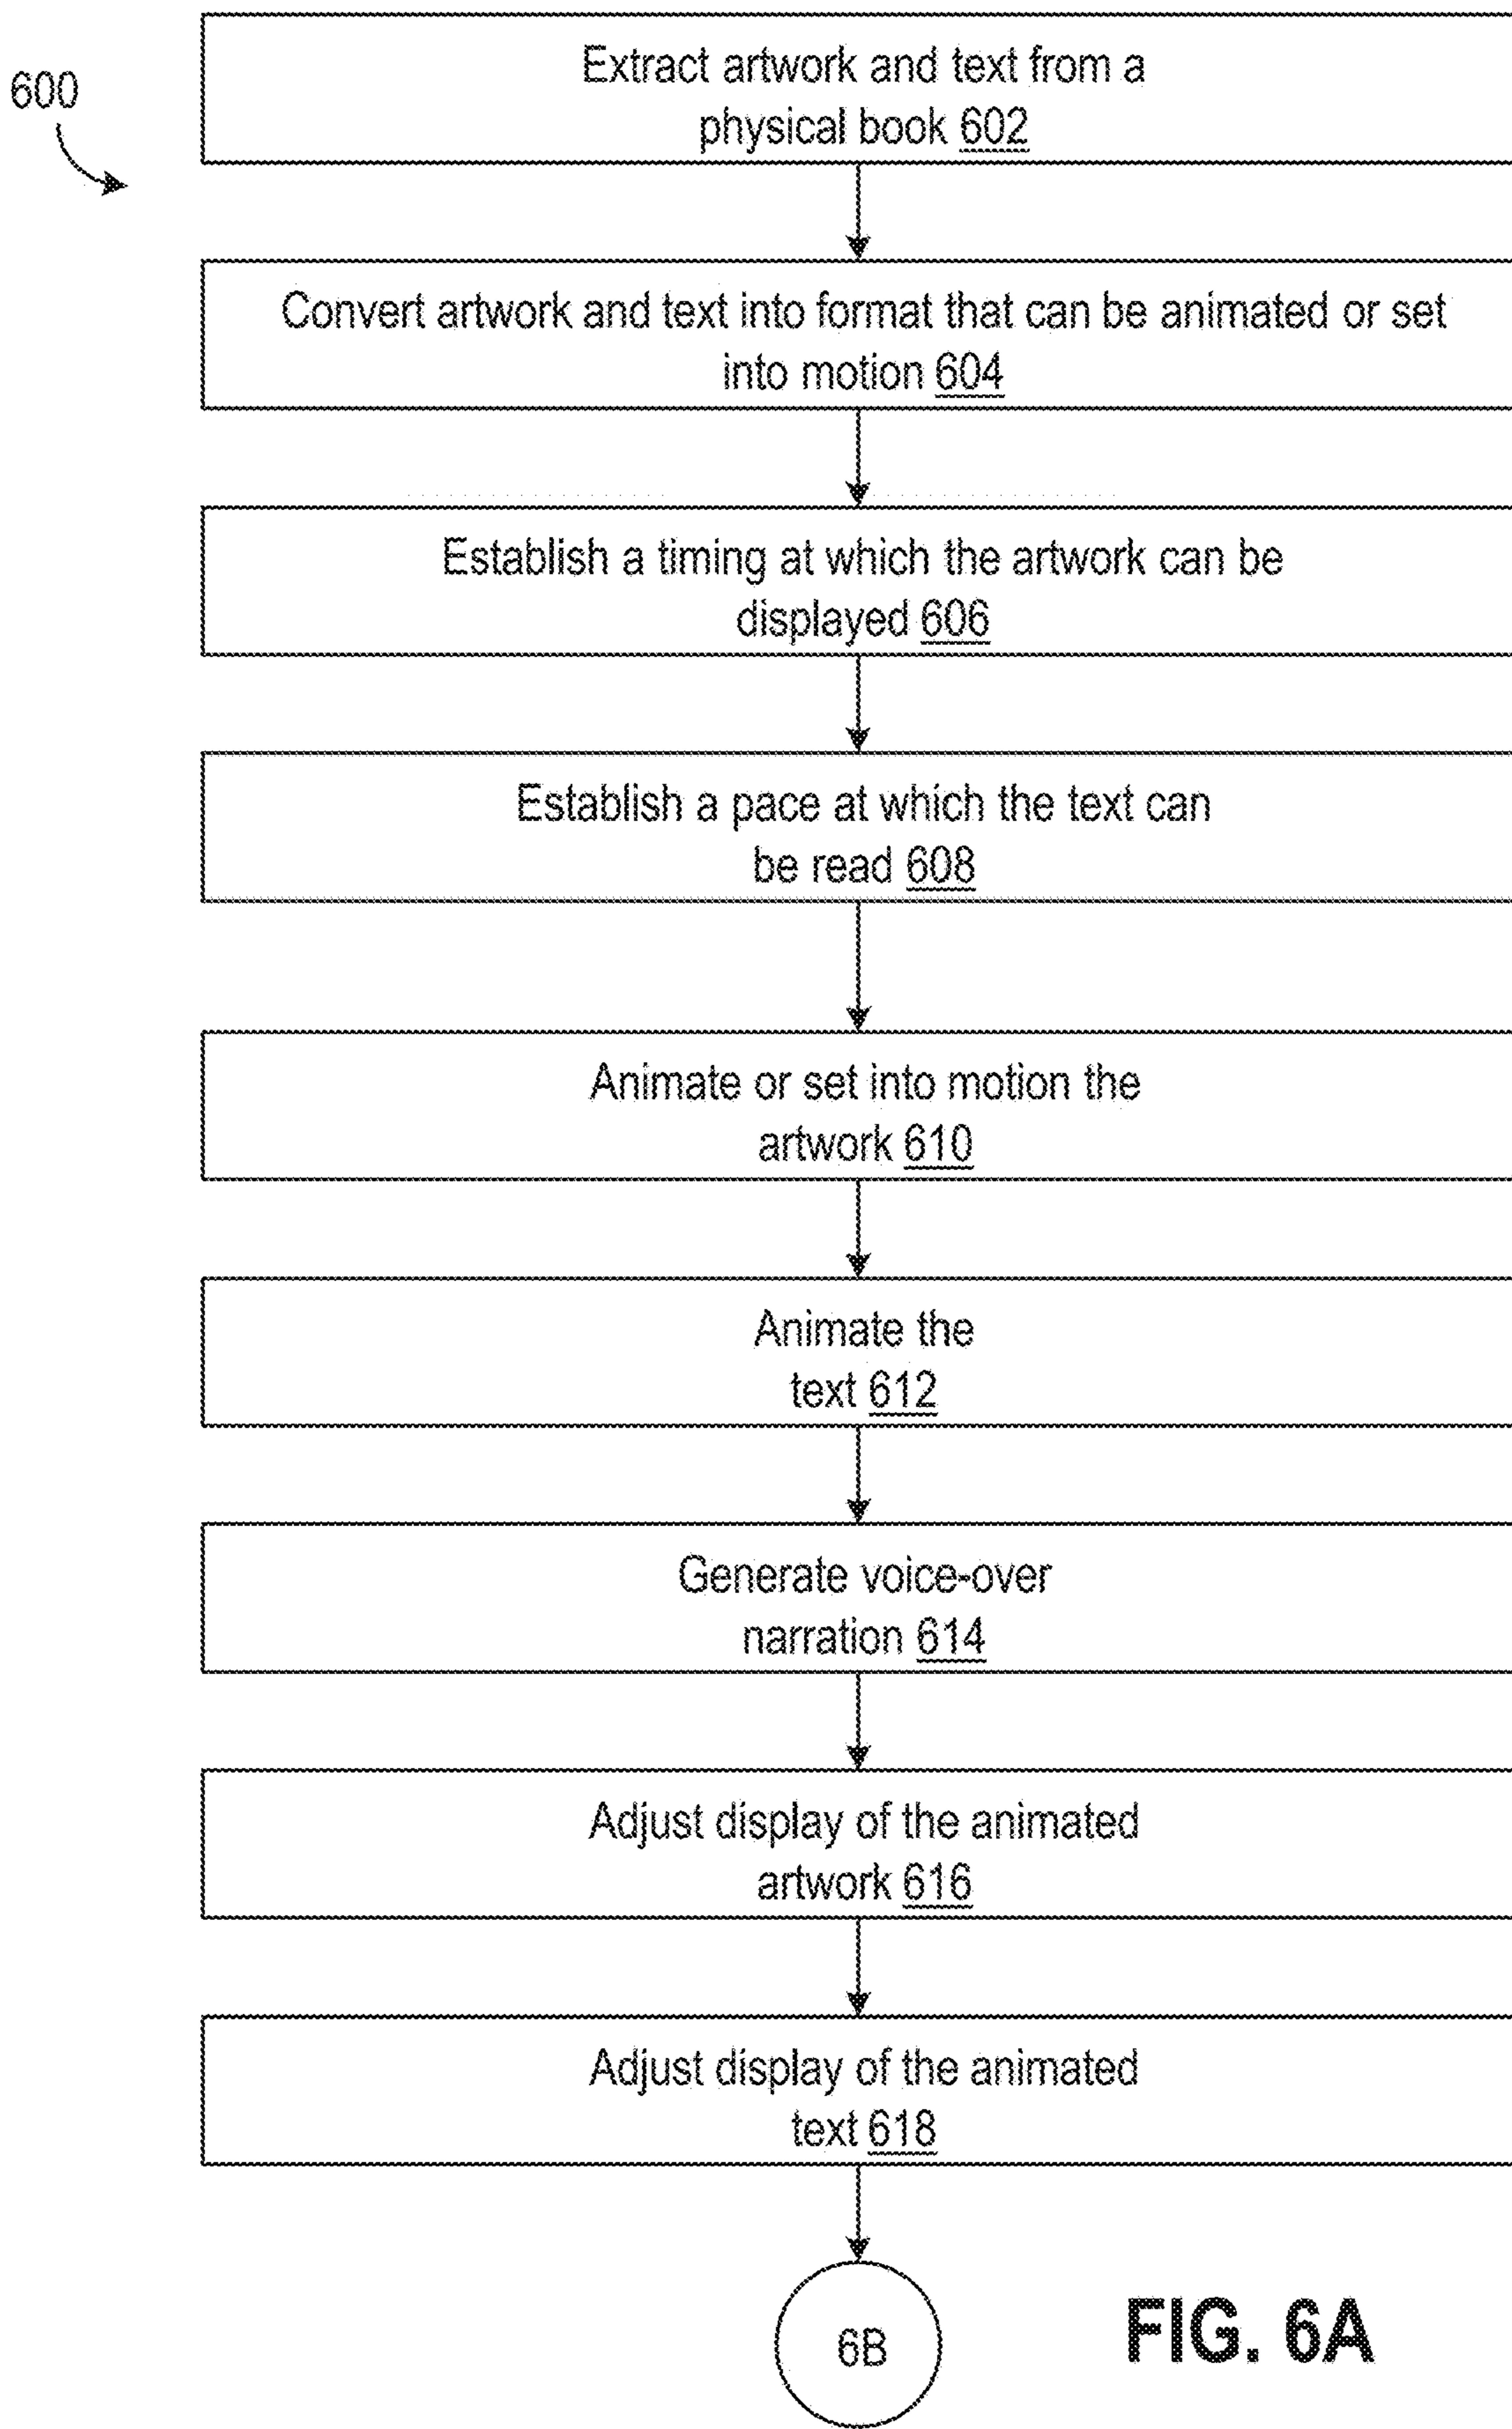 600
Extract artwork and text from a
physical book 602
Convert artwork and text into format that can be animated or set
into motion 604
Establish a timing at which the artwork can be
displayed 606
Establish a pace at which the text can
be read 608
Animate or set into motion the
artwork 610
Animate the
text 612
Generate voice-over
narration 614
Adjust display of the animated
artwork 616
Adjust display of the animated
text 618
6B
FIG. 6A